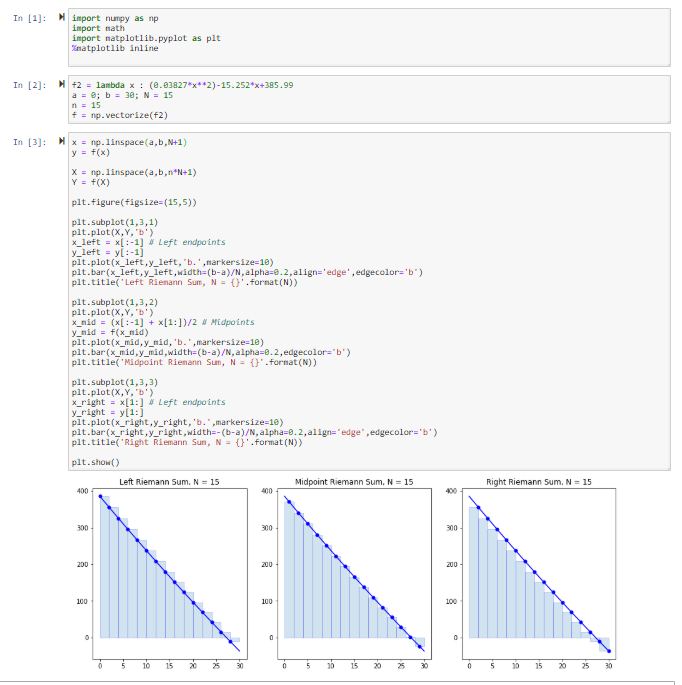 In [1]:
import numpy as np
import math
import matplotlib.pyplot as plt
%matplotlib inline
In [2]:
f2 = lambda x : (0.03827*x**2)-15.252*x+385.99
a = 0; b = 30; N = 15
n = 15
f = np.vectorize(f2)
In [3]:
x = np.linspace(a,b,N+1)
y = f(x)
X = np.linspace(a,b,n*N+1)
Y = f(X)
plt.figure(figsize=(15,5))
plt.subplot(1,3,1)
plt.plot(X,Y,'b')
x_left = x[:-1] # Left endpoints
y_left = y[:-1]
plt.plot(x_left,y_left,'b.',markersize=10)
plt.bar(x_left,y_left,width=(b-a)/N,alpha=0.2,align='edge',edgecolor='b')
plt.title('Left Riemann Sum, N = {}'.format(N))
plt.subplot(1,3,2)
plt.plot(X,Y,'b')
x_mid = (x[:-1] + x[1:])/2 # Midpoints
y_mid = f(x_mid)
plt.plot(x_mid,y_mid,'b.',markersize=10)
plt.bar(x_mid,y_mid,width=(b-a)/N,alpha=0.2,edgecolor='b')
plt.title('Midpoint Riemann Sum, N = {}'.format(N))
plt.subplot(1,3,3)
plt.plot(X,Y,'b')
x_right = x[1:] # Left endpoints
y_right = y[1:]
plt.plot(x_right,y_right,'b.',markersize=10)
plt.bar(x_right,y_right,width=-(b-a)/N,alpha=0.2,align='edge',edgecolor='b')
plt.title('Right Riemann Sum, N = {}'.format(N))
plt.show()
Left Riemann Sum, N = 15
400
300
200
100
0
0 5 10 15 20 25 30
Midpoint Riemann Sum, N = 15
400
300
200
100
0
0 5 10 15 20 25 30
Right Riemann Sum, N = 15
400
300
200
100
0
0 5 10 15 20 25 30